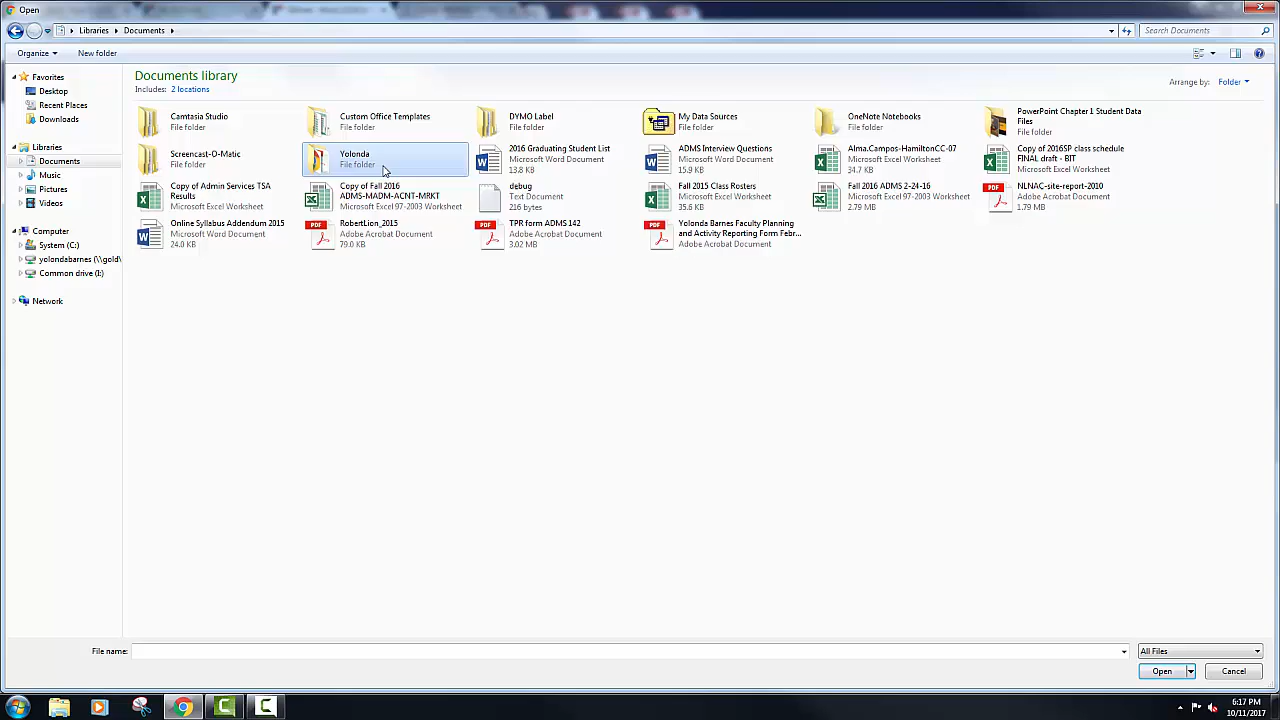 Open
Libraries Documents
Search Documents
Organize New folder
Favorites
Desktop
Recent Places
Downloads
Libraries
Documents
Music
Pictures
Videos
Computer
System (C:)
yolondabarnes (\\gold\
Common drive (I:)
Network
Documents library
Includes: 2 locations
Arrange by: Folder
Camtasia Studio
File folder
Custom Office Templates
File folder
DYMO Label
File folder
My Data Sources
File folder
OneNote Notebooks
File folder
PowerPoint Chapter 1 Student Data
Files
File folder
Screencast-O-Matic
File folder
Yolonda
File folder
2016 Graduating Student List
Microsoft Word Document
13.8 KB
ADMS Interview Questions
Microsoft Word Document
15.9 KB
Alma.Campos-HamiltonCC-07
Microsoft Excel Worksheet
34.7 KB
Copy of 2016SP class schedule
FINAL draft - BIT
Microsoft Excel Worksheet
Copy of Admin Services TSA
Results
Microsoft Excel Worksheet
Copy of Fall 2016
ADMS-MADM-ACNT-MRKT
Microsoft Excel 97-2003 Worksheet
debug
Text Document
216 bytes
Fall 2015 Class Rosters
Microsoft Excel Worksheet
35.6 KB
Fall 2016 ADMS 2-24-16
Microsoft Excel 97-2003 Worksheet
2.79 MB
PDF
NLNAC-site-report-2010
Adobe Acrobat Document
1.79 MB
Online Syllabus Addendum 2015
Microsoft Word Document
24.0 KB
PDF
RobertLion_2015
Adobe Acrobat Document
79.0 KB
PDF
TPR form ADMS 142
Adobe Acrobat Document
3.02 MB
PDF
Yolonda Barnes Faculty Planning
and Activity Reporting Form Febr...
Adobe Acrobat Document
File name:
All Files
Open Cancel
6:17 PM
10/11/2017